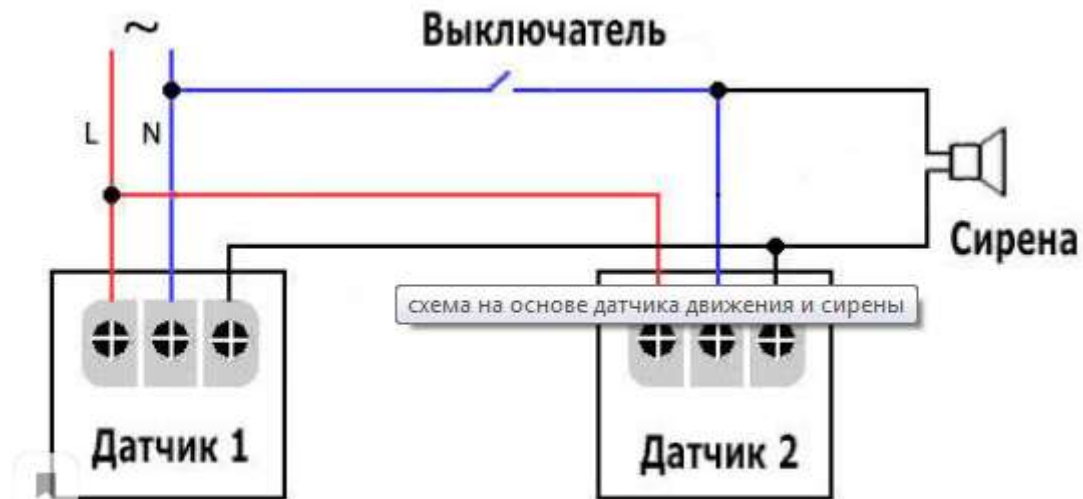 ~
Выключатель
L N
Сирена
схема на основе датчика движения и сирены
Датчик 1
Датчик 2